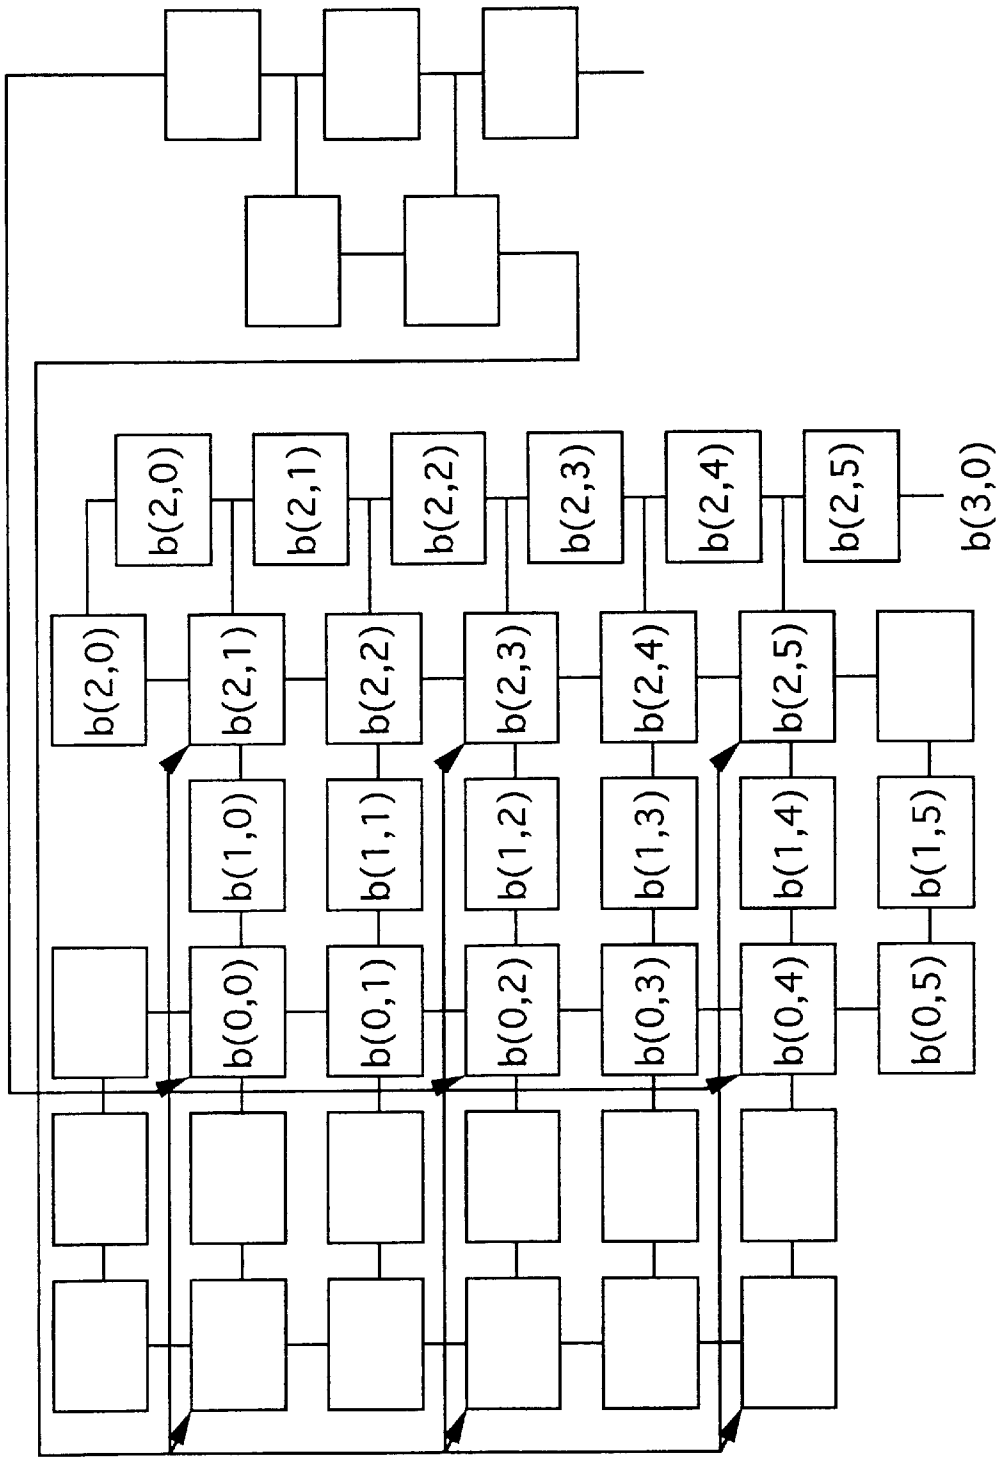 b(2,0)
b(2,0)
b(0,0) b(1,0) b(2,1)
b(2,1)
b(0,1) b(1,1) b(2,2)
b(2,2)
b(0,2) b(1,2) b(2,3)
b(2,3)
b(0,3) b(1,3) b(2,4)
b(2,4)
b(0,4) b(1,4) b(2,5)
b(2,5)
b(0,5) b(1,5)
b(3,0)